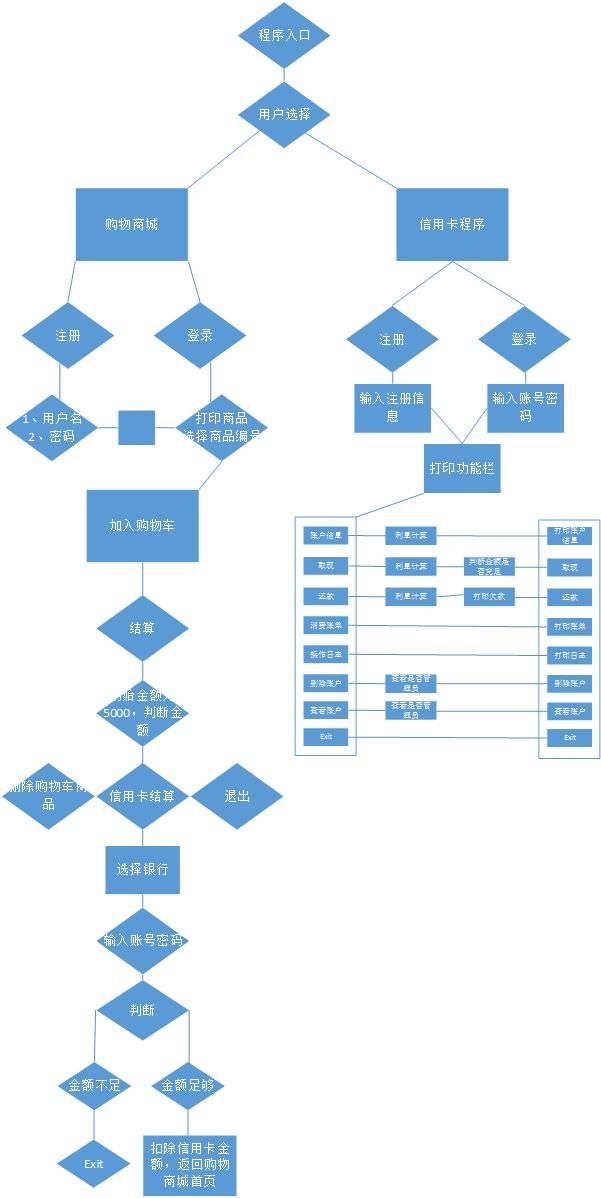 程序入口
用户选择
购物商城
信用卡程序
注册
登录
注册
登录
1、用户名
2、密码
打印商品
选择商品编号
输入注册信
息
输入账号密
码
打印功能栏
加入购物车
账户信息
利息计算
打印账户
信息
取现
利息计算
判断金额是
否充足
取现
还款
利息计算
打印欠款
还款
消费账单
打印账单
操作日志
打印日志
删除账户
查看是否管
理员
删除账户
查看账户
查看是否管
理员
查看账户
Exit
Exit
结算
5000，判断金
额
删除购物车商
品
信用卡结算
退出
选择银行
输入账号密码
判断
金额不足
金额足够
Exit
扣除信用卡金
额，返回购物
商城首页